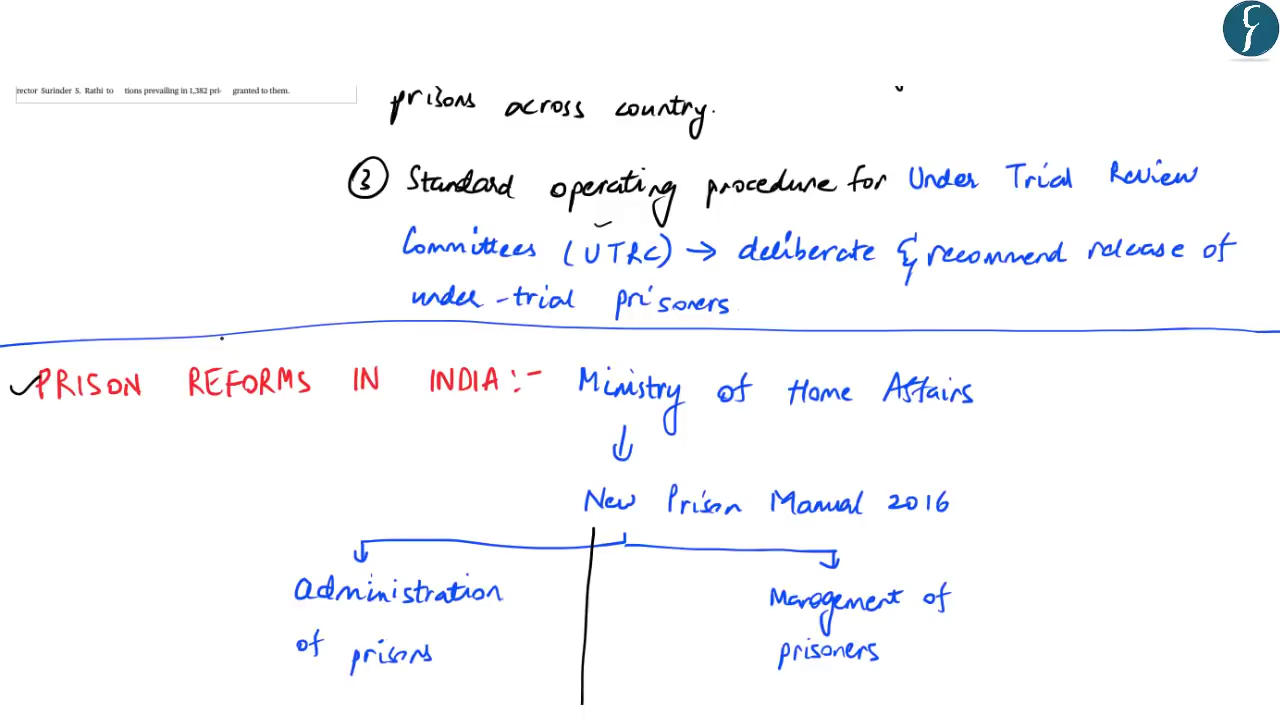 rector Surinder S. Rathi to tions prevailing in 1,382 pri- granted to them.
prisons across country.
③ Standard operating procedure for Under Trial Review
Committees (UTRC) → deliberate & recommend release of
under-trial prisoners
PRISON REFORMS IN INDIA:- Ministry of Home Affairs
New Prison Manual 2016
Administration Management of
of prisons prisoners